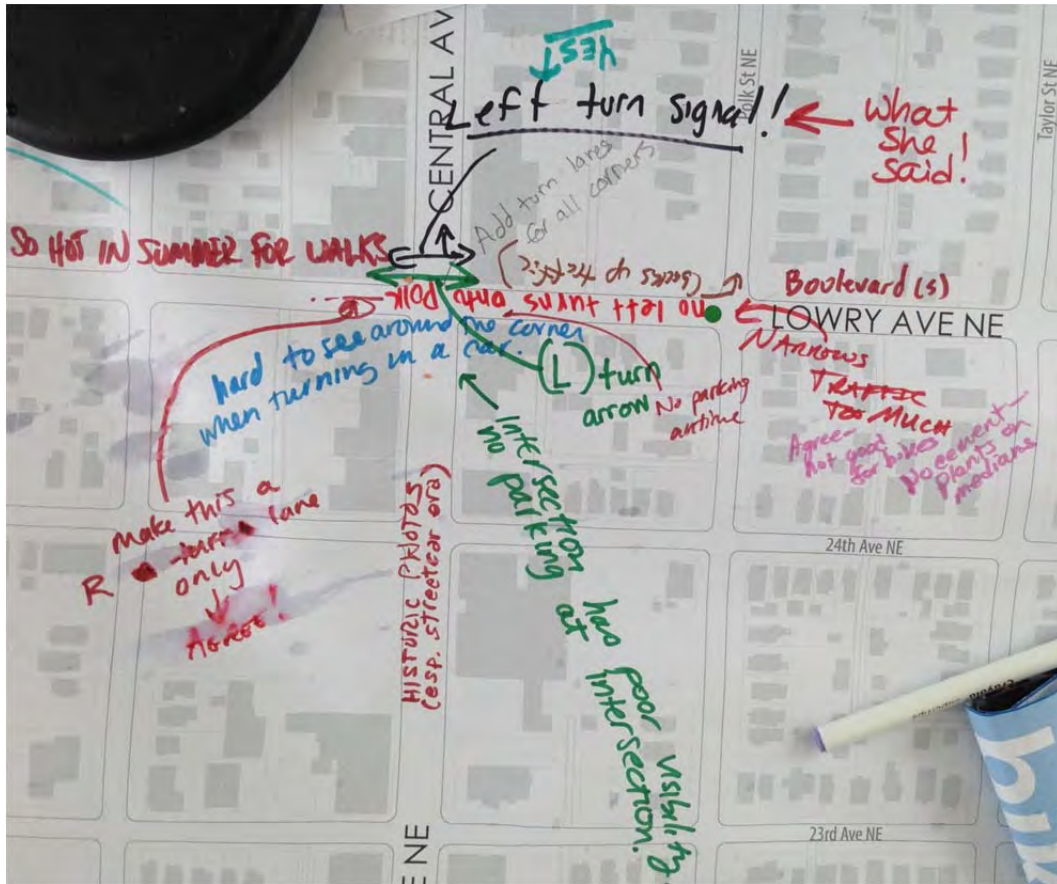 CENTRAL AV
YES!
Left turn signal!
What
She
said!
Polk St NE
Taylor St NE
Add turn lanes
for all corners
SO HOT IN SUMMER FOR WALKS
(backs up traffic)
no left turns onto Polk
Boulevard(s)
LOWRY AVE NE
NARROWS
TRAFFIC
TOO MUCH
hard to see around the corner
when turning in a car.
(L) turn
arrow
No parking
anytime
Agree-
not good
for bikes
placement-
plants on
medians
Intersection has poor visibility.
no parking at intersection.
Make this a
R turn lane
only
AGREE!
HISTORIC PHOTOS
(esp. streetcar era)
24th Ave NE
23rd Ave NE
E NE